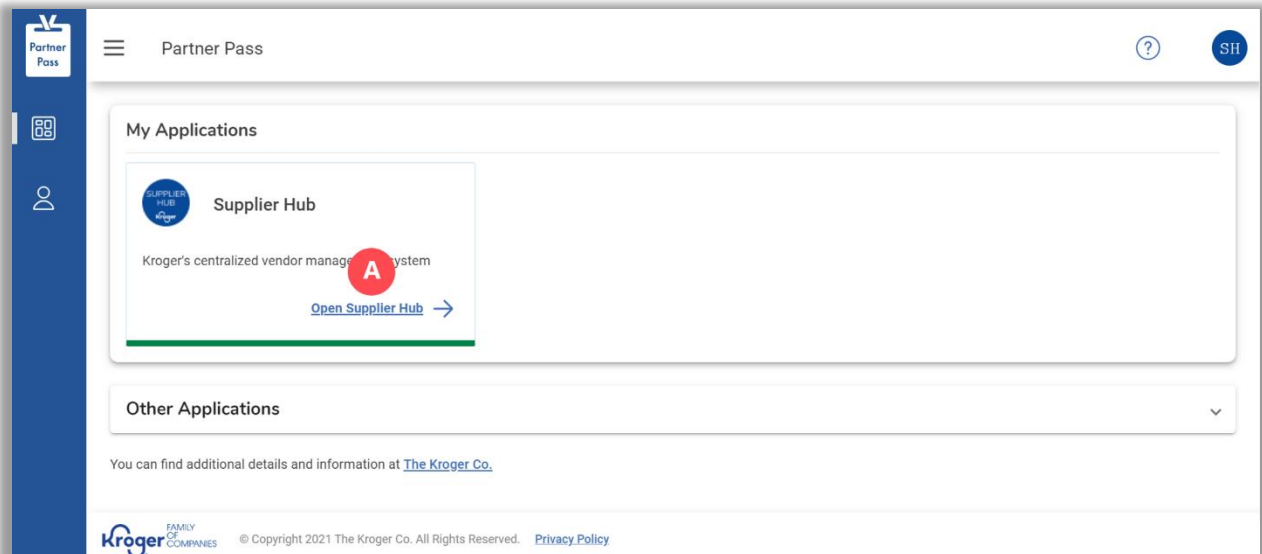 Partner
Pass
Partner Pass
?
SH
My Applications
SUPPLIER
HUB
Kroger
Supplier Hub
Kroger's centralized vendor manage ystem
A
Open Supplier Hub
Other Applications
You can find additional details and information at The Kroger Co.
Kroger FAMILY
OF
COMPANIES
© Copyright 2021 The Kroger Co. All Rights Reserved. Privacy Policy